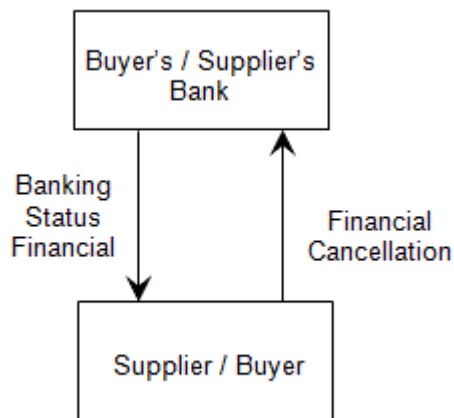 Buyer's / Supplier's
Bank
Banking
Status
Financial
Financial
Cancellation
Supplier / Buyer